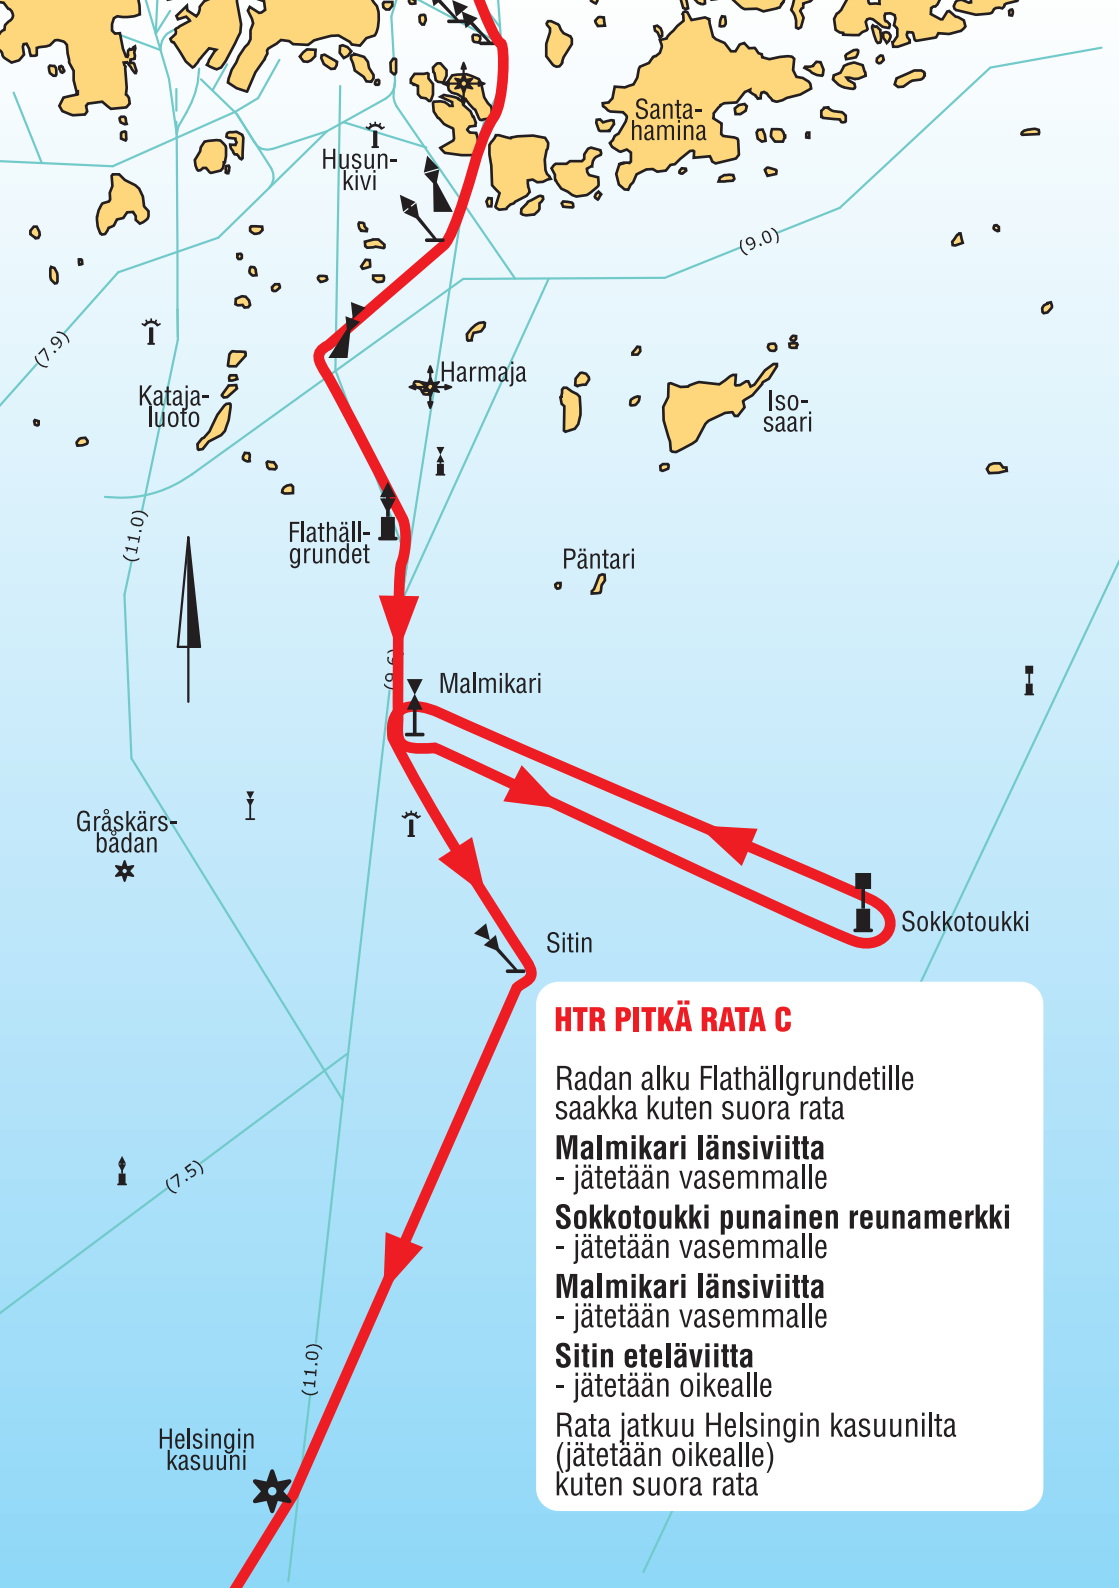 Santa-
hamina
Husun-
kivi
(9.0)
(7.9)
Harmaja
Kataja-
luoto
Iso-
saari
(11.0)
Flathäll-
grundet
Päntari
(9.6)
Malmikari
Gråskärs-
bådan
Sitin
Sokkotoukki
HTR PITKÄ RATA C
Radan alku Flathällgrundetille
saakka kuten suora rata
Malmikari länsiviitta
- jätetään vasemmalle
Sokkotoukki punainen reunamerkki
- jätetään vasemmalle
Malmikari länsiviitta
- jätetään vasemmalle
Sitin eteläviitta
- jätetään oikealle
Rata jatkuu Helsingin kasuunilta
(jätetään oikealle)
kuten suora rata
(7.5)
(11.0)
Helsingin
kasuuni